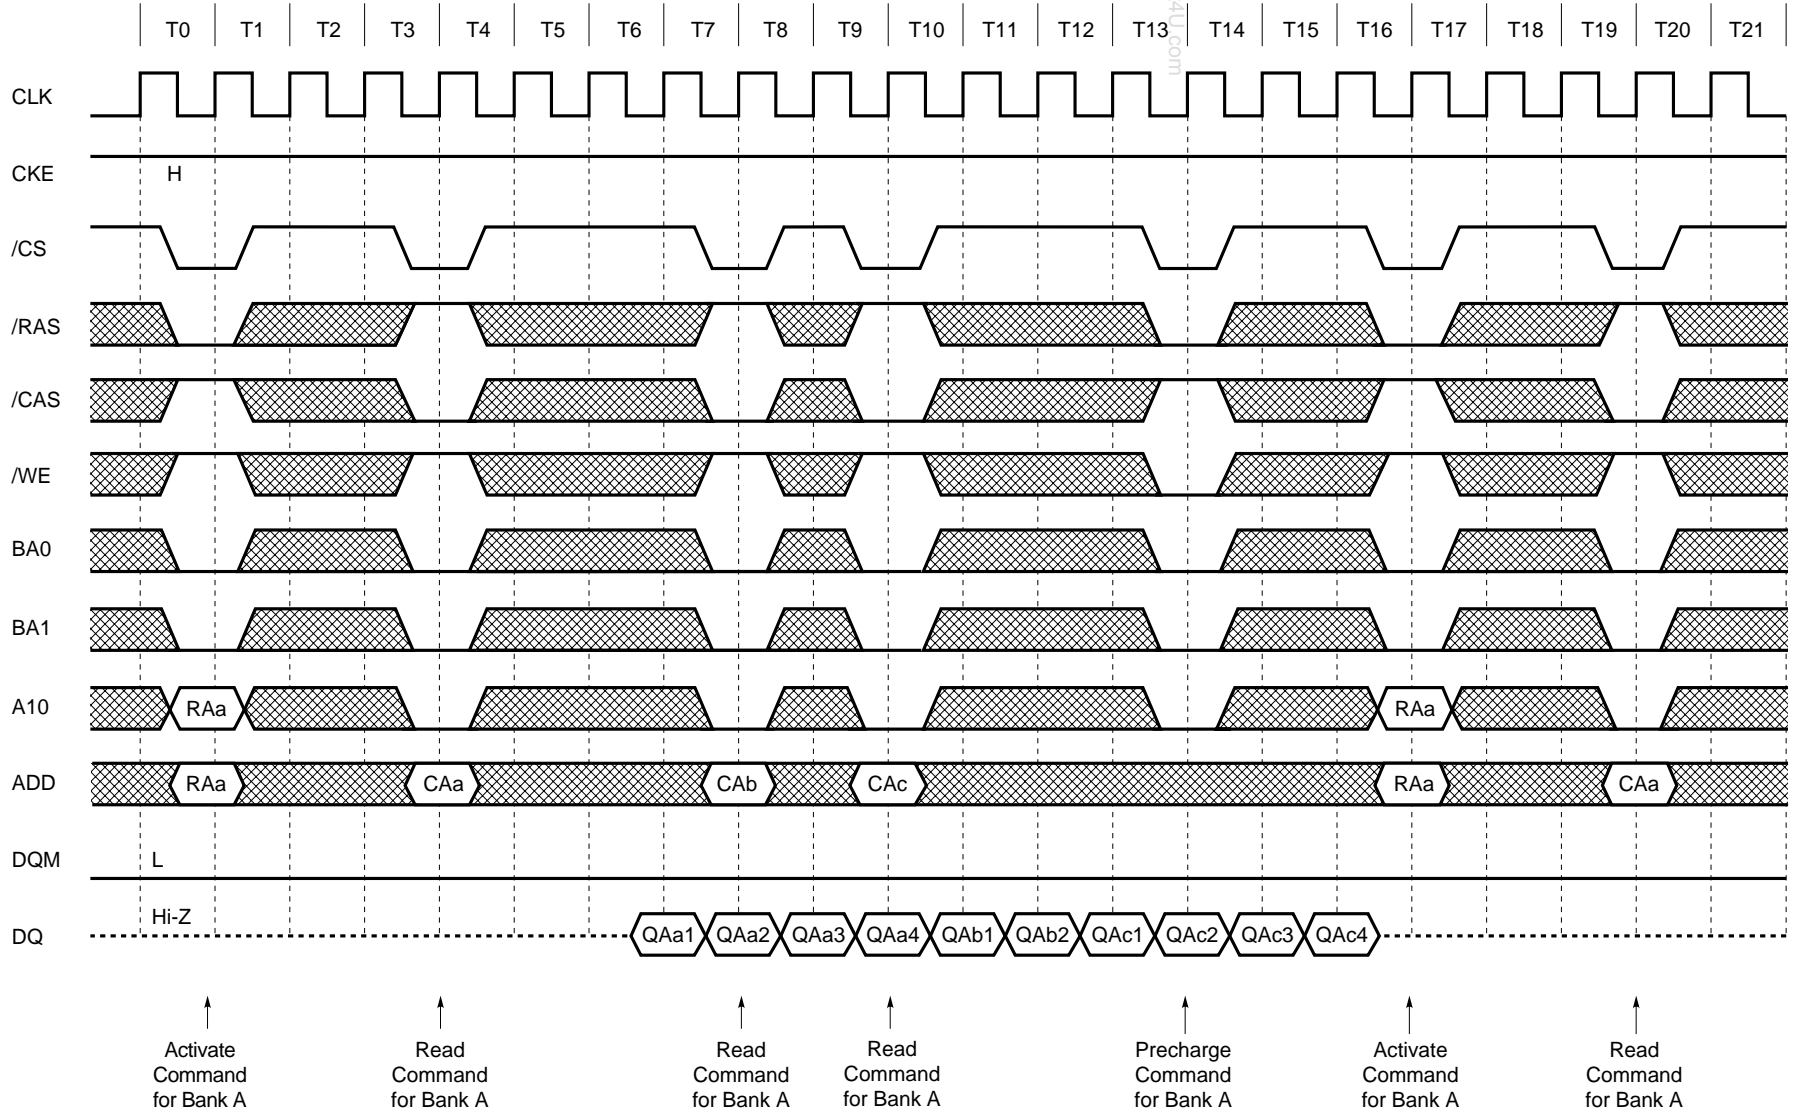 T0 T1 T2 T3 T4 T5 T6 T7 T8 T9 T10 T11 T12 T13 T14 T15 T16 T17 T18 T19 T20 T21
4U.com
CLK
CKE H
/CS
/RAS
/CAS
/WE
BA0
BA1
A10 RAa RAa
ADD RAa CAa CAb CAc RAa CAa
DQM L
Hi-Z
DQ QAa1 QAa2 QAa3 QAa4 QAb1 QAb2 QAc1 QAc2 QAc3 QAc4
Activate
Command
for Bank A
Read
Command
for Bank A
Read
Command
for Bank A
Read
Command
for Bank A
Precharge
Command
for Bank A
Activate
Command
for Bank A
Read
Command
for Bank A